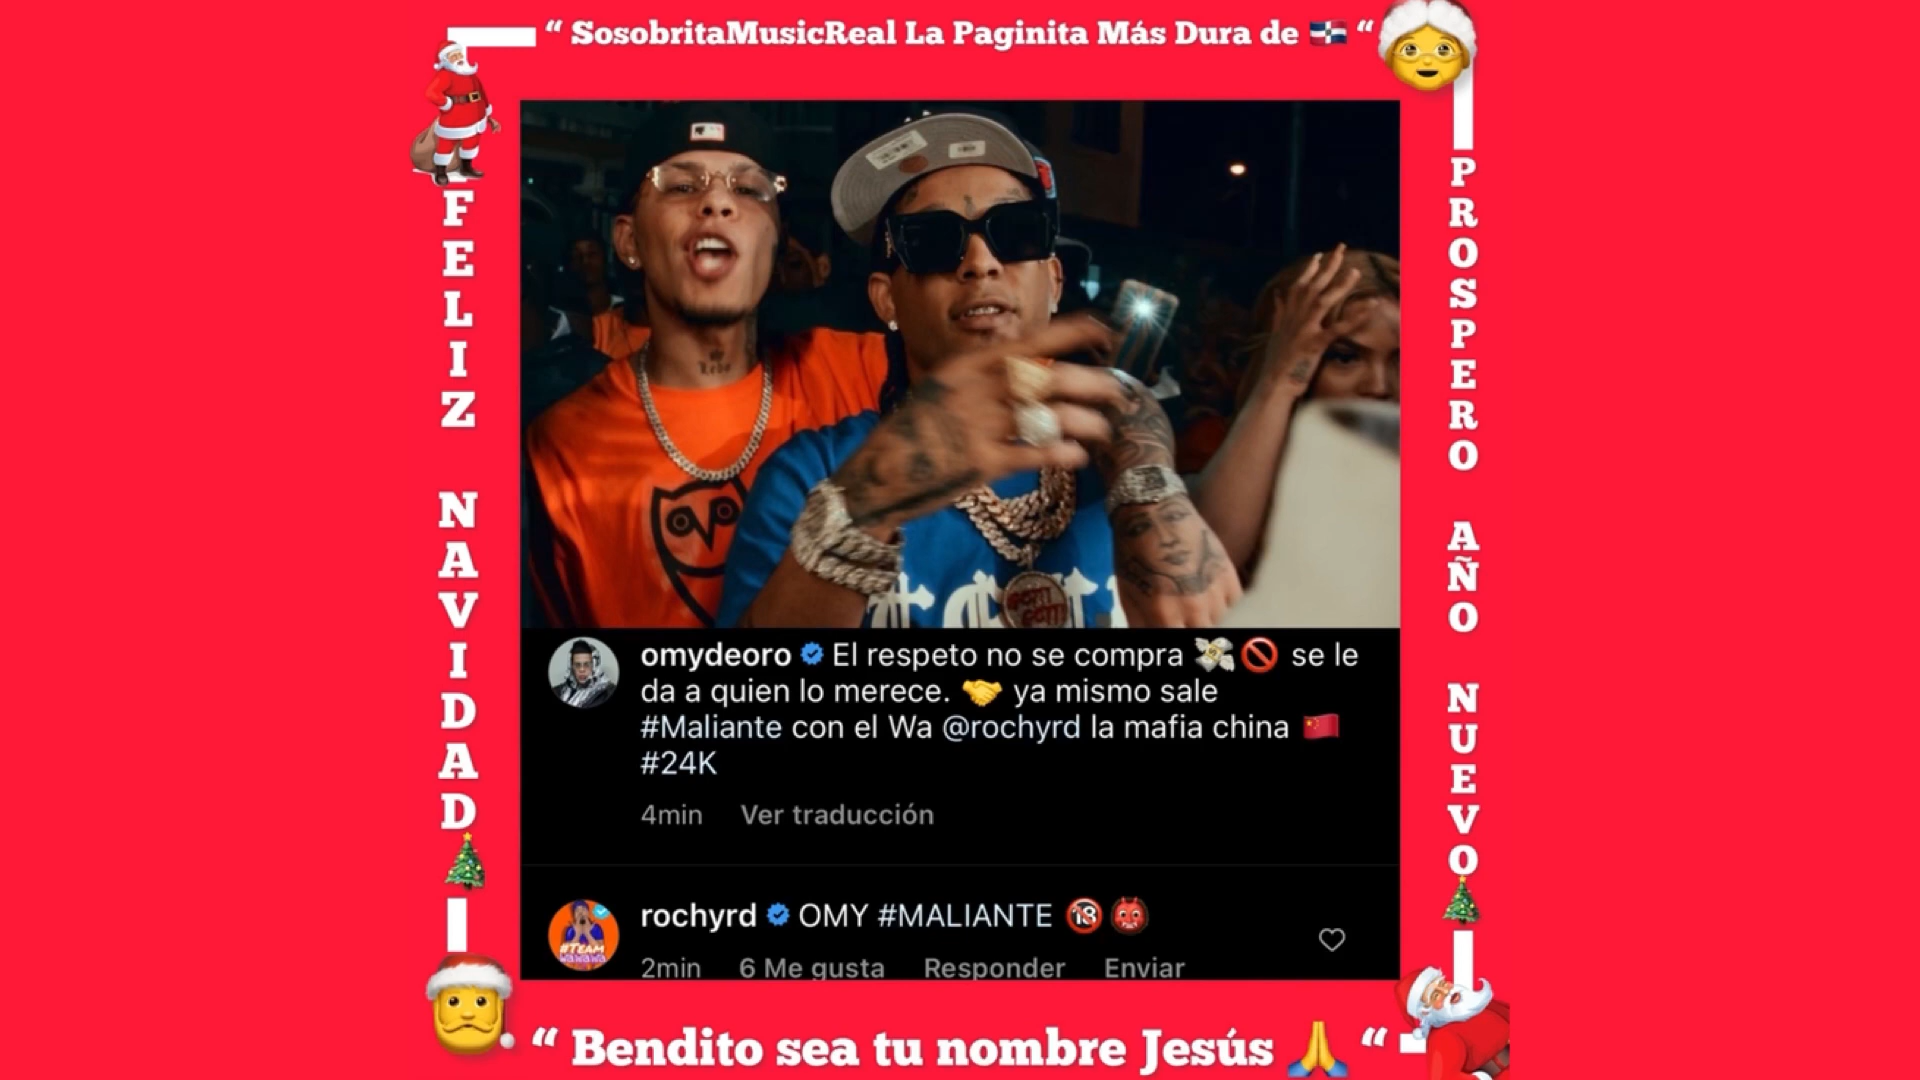 “ SosobritaMusicReal La Paginita Más Dura de 🇩🇴 “
FELIZ NAVIDAD🎄
PROSPERO AÑO NUEVO🎄
omydeoro El respeto no se compra 💸🚫 se le
da a quien lo merece. 🤝 ya mismo sale
#Maliante con el Wa @rochyrd la mafia china 🇨🇳
#24K
4min Ver traducción
#TEAM
WAWAWA
rochyrd OMY #MALIANTE 🔞👹
2min 6 Me gusta Responder Enviar
“ Bendito sea tu nombre Jesús 🙏 “